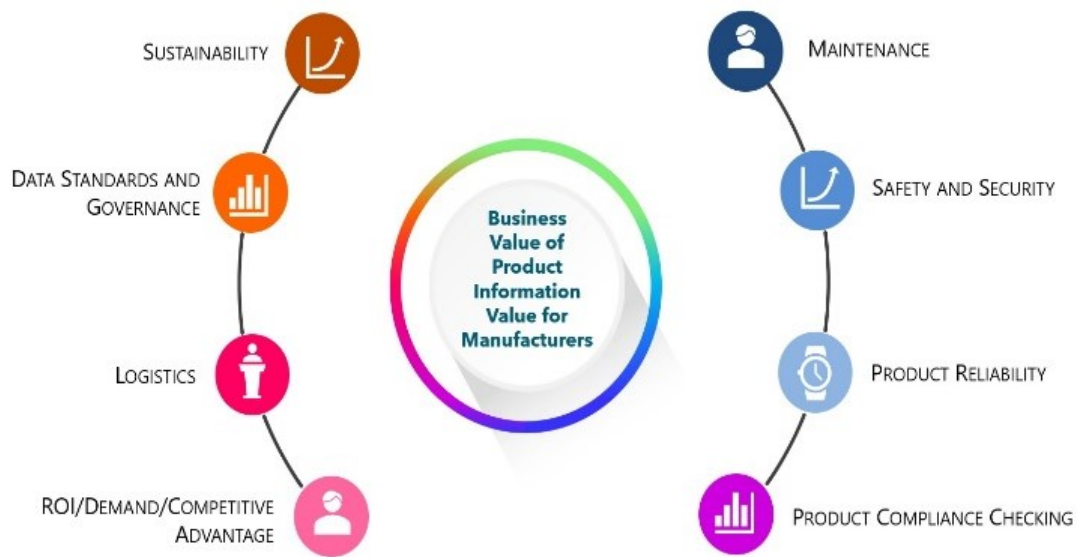 SUSTAINABILITY
DATA STANDARDS AND
GOVERNANCE
LOGISTICS
ROI/DEMAND/COMPETITIVE
ADVANTAGE
Business
Value of
Product
Information
Value for
Manufacturers
MAINTENANCE
SAFETY AND SECURITY
PRODUCT RELIABILITY
PRODUCT COMPLIANCE CHECKING